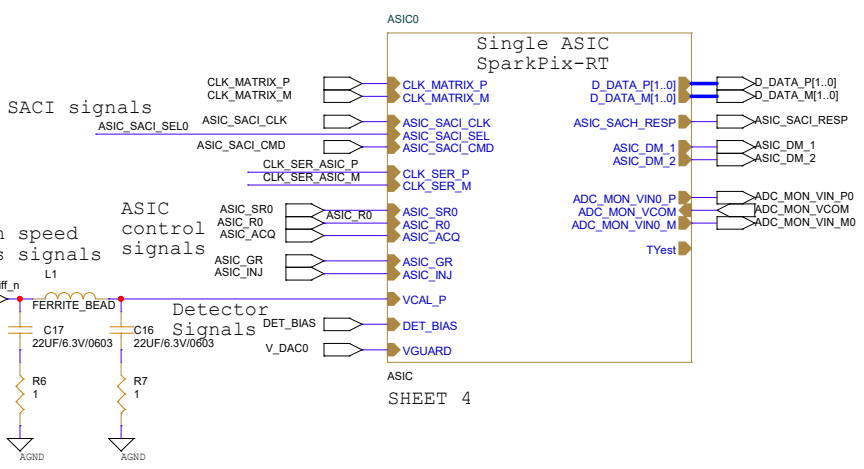 ASIC0
Single ASIC
SparkPix-RT
CLK_MATRIX_P
CLK_MATRIX_M
CLK_MATRIX_P
CLK_MATRIX_M
D_DATA_P[1..0]
D_DATA_M[1..0]
D_DATA_P[1..0]
D_DATA_M[1..0]
SACI signals
ASIC_SACI_SEL0
ASIC_SACI_CLK
ASIC_SACI_CMD
ASIC_SACI_CLK
ASIC_SACI_SEL
ASIC_SACI_CMD
ASIC_SACH_RESP
ASIC_SACI_RESP
ASIC_DM_1
ASIC_DM_2
ASIC_DM_1
ASIC_DM_2
CLK_SER_ASIC_P
CLK_SER_ASIC_M
CLK_SER_P
CLK_SER_M
ADC_MON_VIN0_P
ADC_MON_VCOM
ADC_MON_VIN0_M
ADC_MON_VIN_P0
ADC_MON_VCOM
ADC_MON_VIN_M0
ASIC
control
signals
ASIC_SR0
ASIC_R0
ASIC_ACQ
ASIC_R0
ASIC_SR0
ASIC_R0
ASIC_ACQ
TYest
speed
signals
ASIC_GR
ASIC_INJ
ASIC_GR
ASIC_INJ
L1
FERRITE_BEAD
VCAL_P
Detector
Signals
DET_BIAS
DET_BIAS
V_DAC0
VGUARD
C17
22UF/6.3V/0603
C16
22UF/6.3V/0603
R6
1
R7
1
AGND
AGND
ASIC
SHEET 4